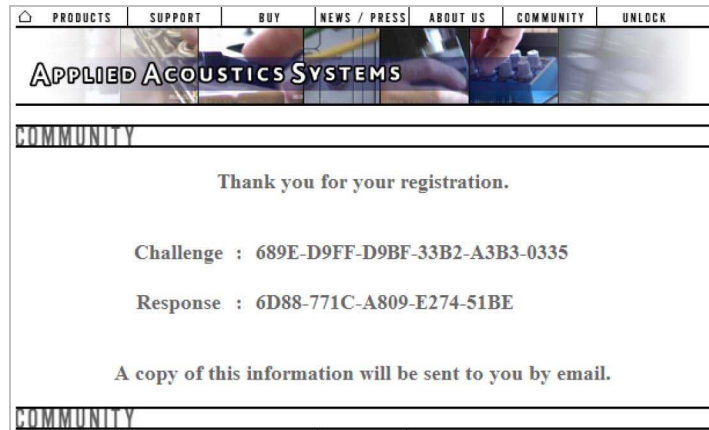 PRODUCTS SUPPORT BUY NEWS / PRESS ABOUT US COMMUNITY UNLOCK
APPLIED ACOUSTICS SYSTEMS
COMMUNITY
Thank you for your registration.
Challenge : 689E-D9FF-D9BF-33B2-A3B3-0335
Response : 6D88-771C-A809-E274-51BE
A copy of this information will be sent to you by email.
COMMUNITY